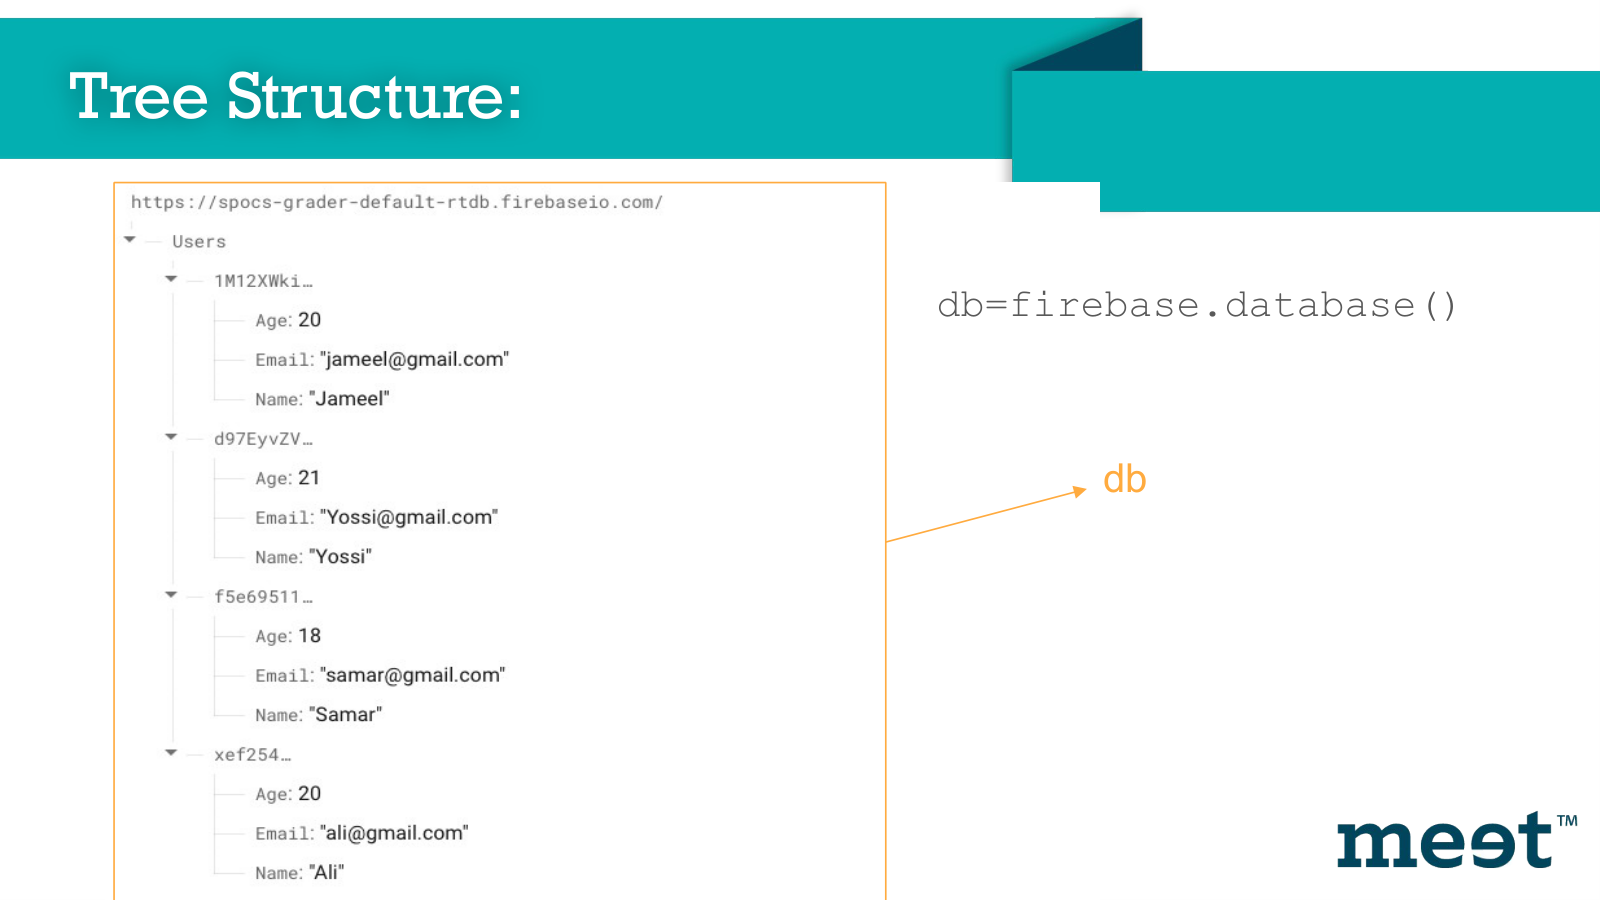 Tree Structure:
https://spocs-grader-default-rtdb.firebaseio.com/
Users
1M12XWki…
Age: 20
Email: "jameel@gmail.com"
Name: "Jameel"
d97EyvZV…
Age: 21
Email: "Yossi@gmail.com"
Name: "Yossi"
f5e69511…
Age: 18
Email: "samar@gmail.com"
Name: "Samar"
xef254…
Age: 20
Email: "ali@gmail.com"
Name: "Ali"
db=firebase.database()
db
meet™